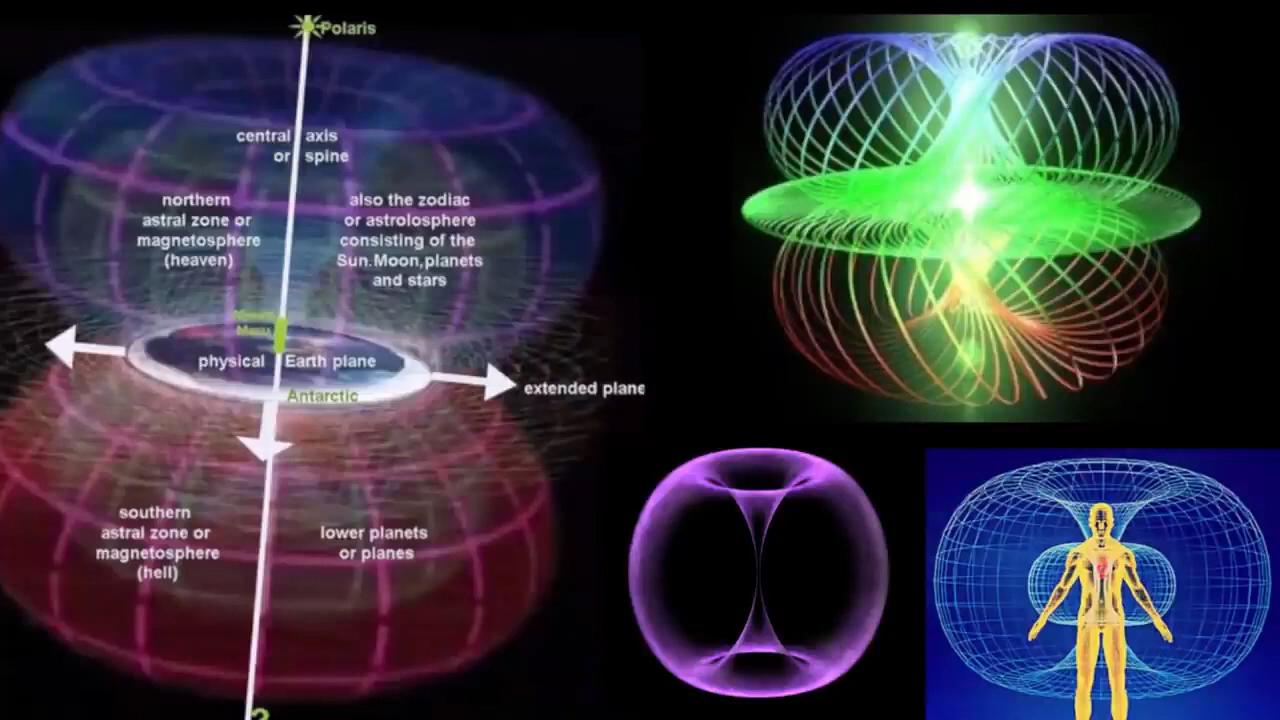 Polaris
central axis
or spine
northern
astral zone or
magnetosphere
(heaven)
also the zodiac
or astrolosphere
consisting of the
Sun.Moon,planets
and stars
Meru
physical Earth plane
Antarctic
extended plane
southern
astral zone or
magnetosphere
(hell)
lower planets
or planes
?